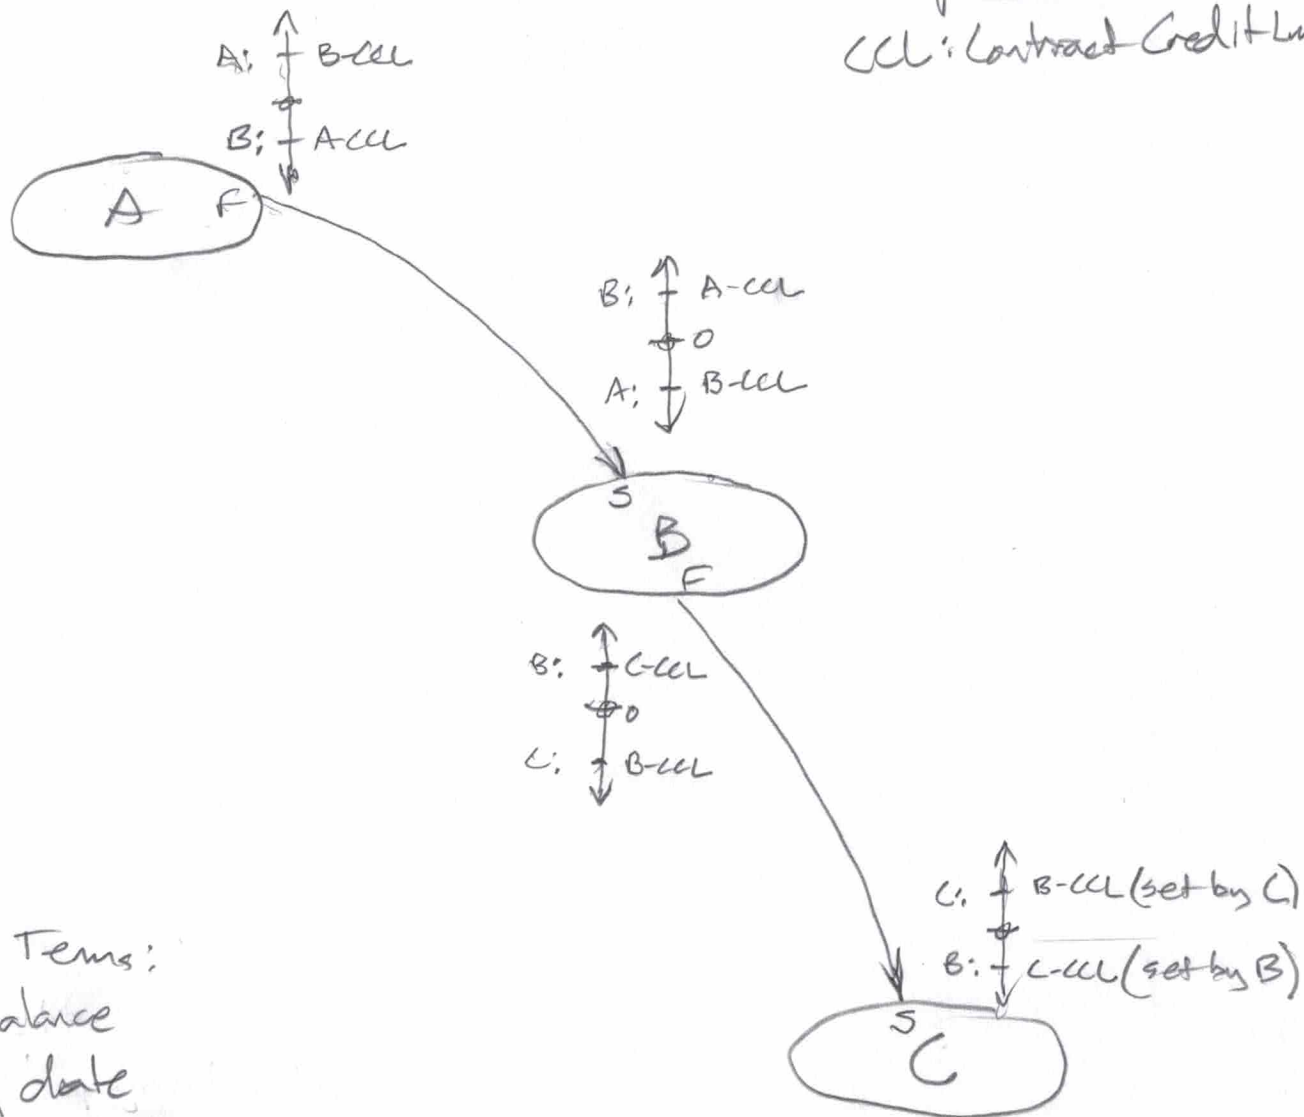 CCL: Contract Credit
A: B-CCL
B: A-CCL
A F
B: A-CCL
0
A: B-CCL
S
B
F
B: C-CCL
0
C: B-CCL
C: B-CCL (set by C)
B: C-CCL (set by B)
S
C
Terms:
alance
date